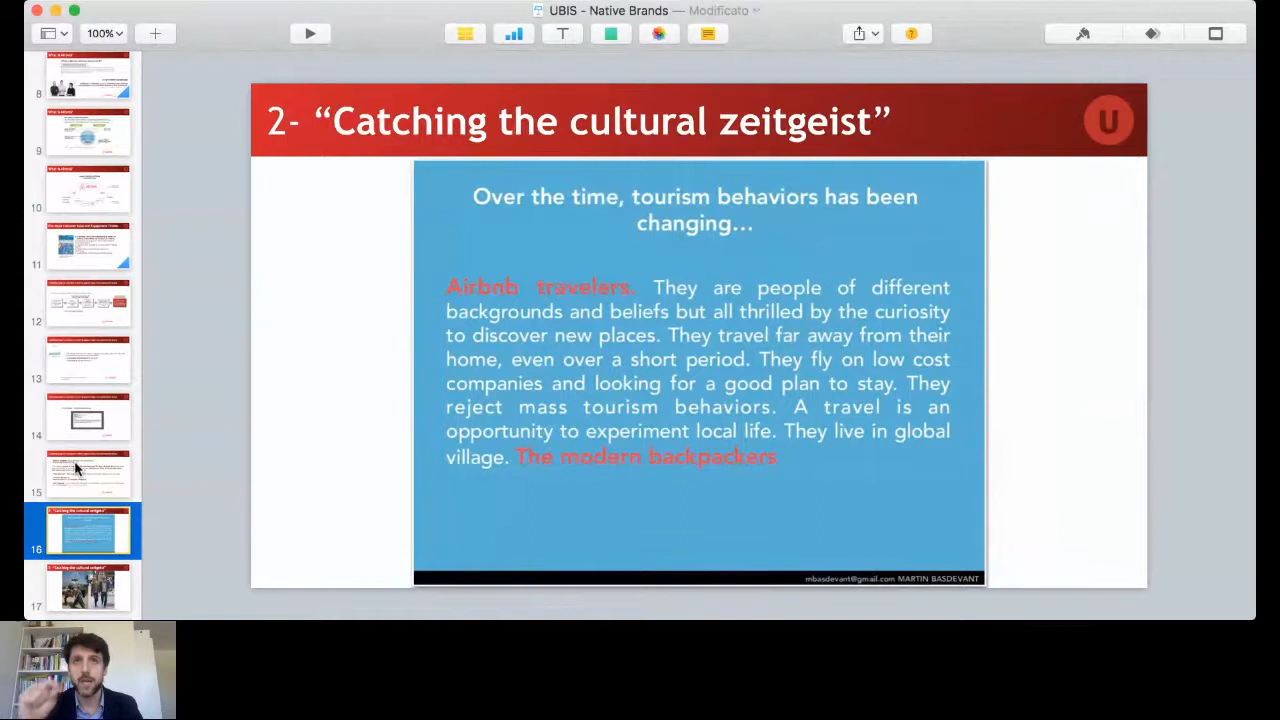 UBIS - Native Brands — Modificato
100%
T
?
8
9
10
11
12
13
14
15
16
17
2- “Catching the cultural zeitgeist”
U
Over the time, tourism behaviors has been
changing...
Airbnb travelers. They are people of different
backgrounds and beliefs but all thrilled by the curiosity
to discover new places. They travel far away from their
home, even over a short period. They fly on low cost
companies and looking for a good plan to stay. They
reject mass tourism behaviors. A travel is an
opportunity to experiment local life. They live in global
village. The modern backpackers
mbasdevant@gmail.com MARTIN BASDEVANT